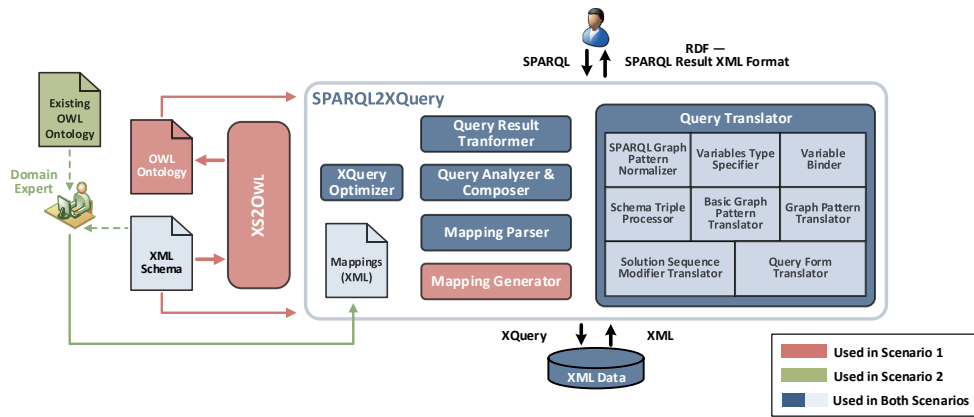 RDF —
SPARQL
SPARQL Result XML Format
SPARQL2XQuery
Existing
OWL
Ontology
Domain
Expert
OWL
Ontology
XS2OWL
XML
Schema
XQuery
Optimizer
Mappings
(XML)
Query Result
Tranformer
Query Analyzer &
Composer
Mapping Parser
Mapping Generator
Query Translator
SPARQL Graph
Pattern
Normalizer
Variables Type
Specifier
Variable
Binder
Schema Triple
Processor
Basic Graph
Pattern
Translator
Graph Pattern
Translator
Solution Sequence
Modifier Translator
Query Form
Translator
XQuery
XML
XML Data
Used in Scenario 1
Used in Scenario 2
Used in Both Scenarios